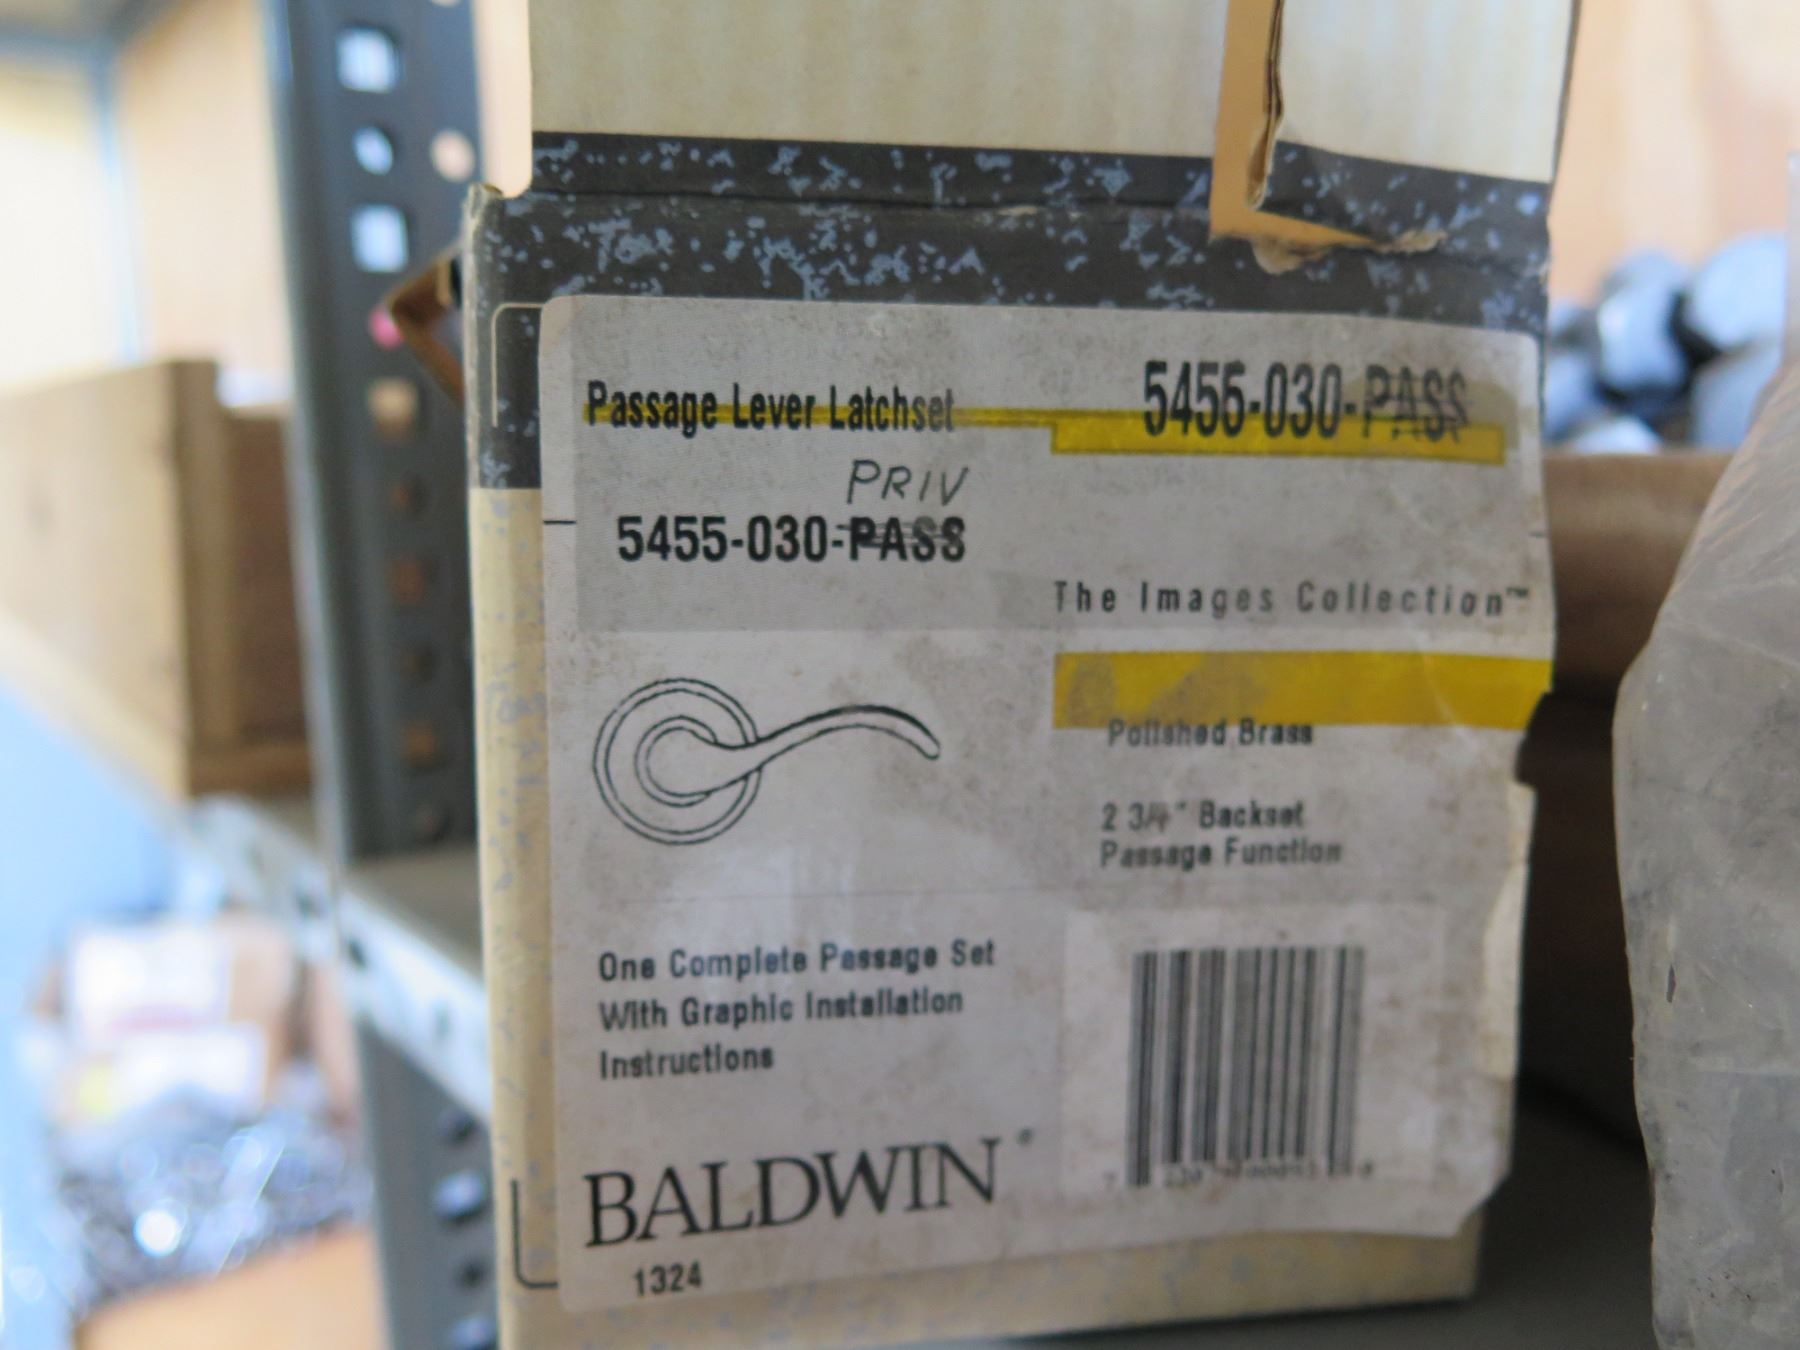 Passage Lever Latchset
5455-030-PASS
PRIV
5455-030-PASS
The Images Collection™
Polished Brass
2 3/4" Backset
Passage Function
One Complete Passage Set
With Graphic Installation
Instructions
BALDWIN®
1324